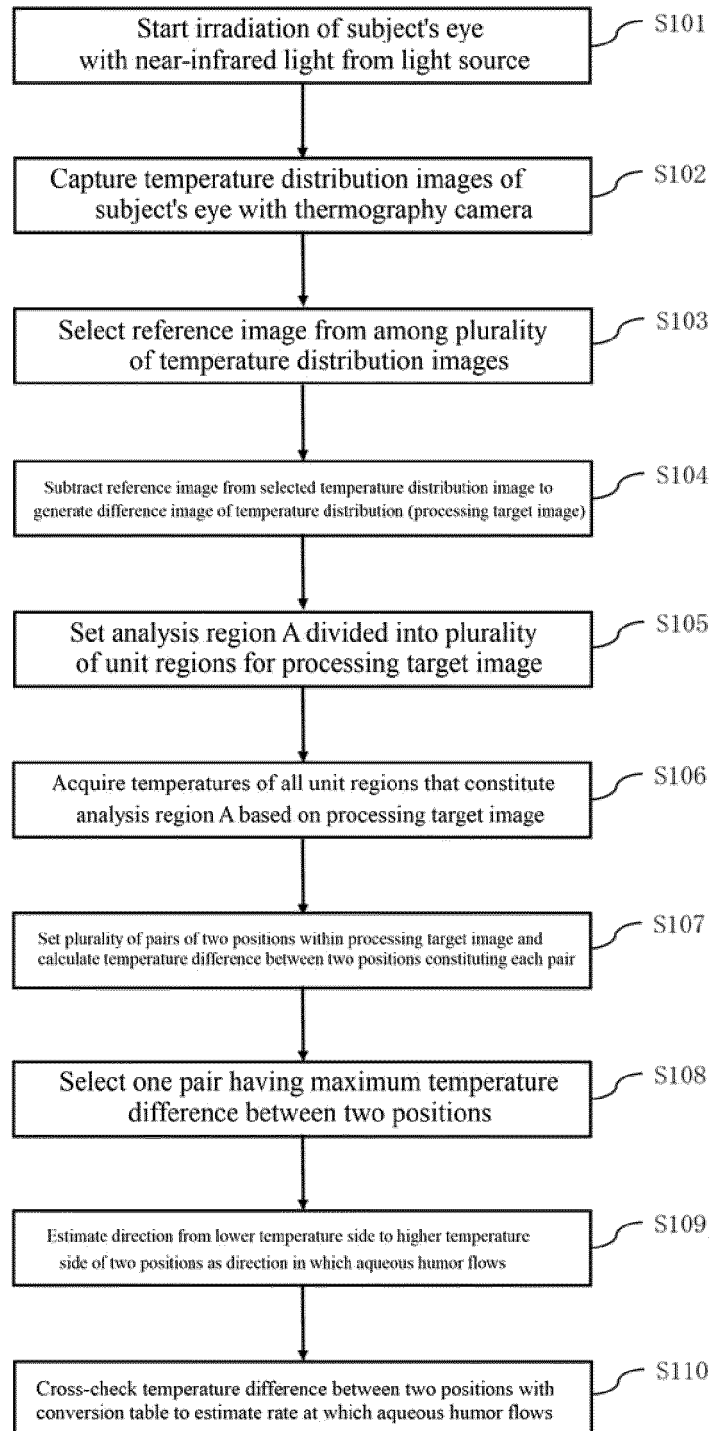 Start irradiation of subject's eye
with near-infrared light from light source
S101
Capture temperature distribution images of
subject's eye with thermography camera
S102
Select reference image from among plurality
of temperature distribution images
S103
Subtract reference image from selected temperature distribution image to
generate difference image of temperature distribution (processing target image)
S104
Set analysis region A divided into plurality
of unit regions for processing target image
S105
Acquire temperatures of all unit regions that constitute
analysis region A based on processing target image
S106
Set plurality of pairs of two positions within processing target image and
calculate temperature difference between two positions constituting each pair
S107
Select one pair having maximum temperature
difference between two positions
S108
Estimate direction from lower temperature side to higher temperature
side of two positions as direction in which aqueous humor flows
S109
Cross-check temperature difference between two positions with
conversion table to estimate rate at which aqueous humor flows
S110